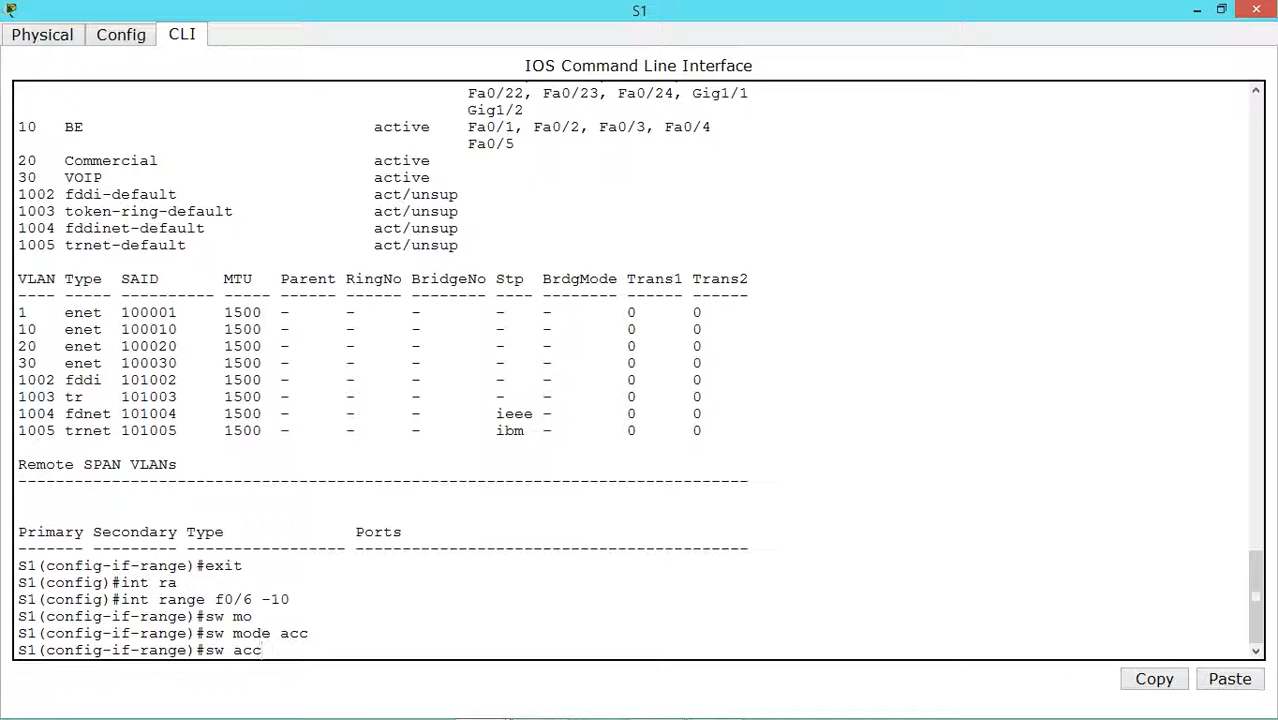 S1
Physical Config CLI
IOS Command Line Interface
Fa0/22, Fa0/23, Fa0/24, Gig1/1
Gig1/2
10 BE active Fa0/1, Fa0/2, Fa0/3, Fa0/4
Fa0/5
20 Commercial active
30 VOIP active
1002 fddi-default act/unsup
1003 token-ring-default act/unsup
1004 fddinet-default act/unsup
1005 trnet-default act/unsup
VLAN Type SAID MTU Parent RingNo BridgeNo Stp BrdgMode Trans1 Trans2
---- ----- ---------- ----- ------ ------ -------- ---- -------- ------ ------
1 enet 100001 1500 - - - - - 0 0
10 enet 100010 1500 - - - - - 0 0
20 enet 100020 1500 - - - - - 0 0
30 enet 100030 1500 - - - - - 0 0
1002 fddi 101002 1500 - - - - - 0 0
1003 tr 101003 1500 - - - - - 0 0
1004 fdnet 101004 1500 - - - ieee - 0 0
1005 trnet 101005 1500 - - - ibm - 0 0
Remote SPAN VLANs
------------------------------------------------------------------------------
Primary Secondary Type Ports
------- --------- ----------------- ------------------------------------------
S1(config-if-range)#exit
S1(config)#int ra
S1(config)#int range f0/6 -10
S1(config-if-range)#sw mo
S1(config-if-range)#sw mode acc
S1(config-if-range)#sw acc
Copy Paste